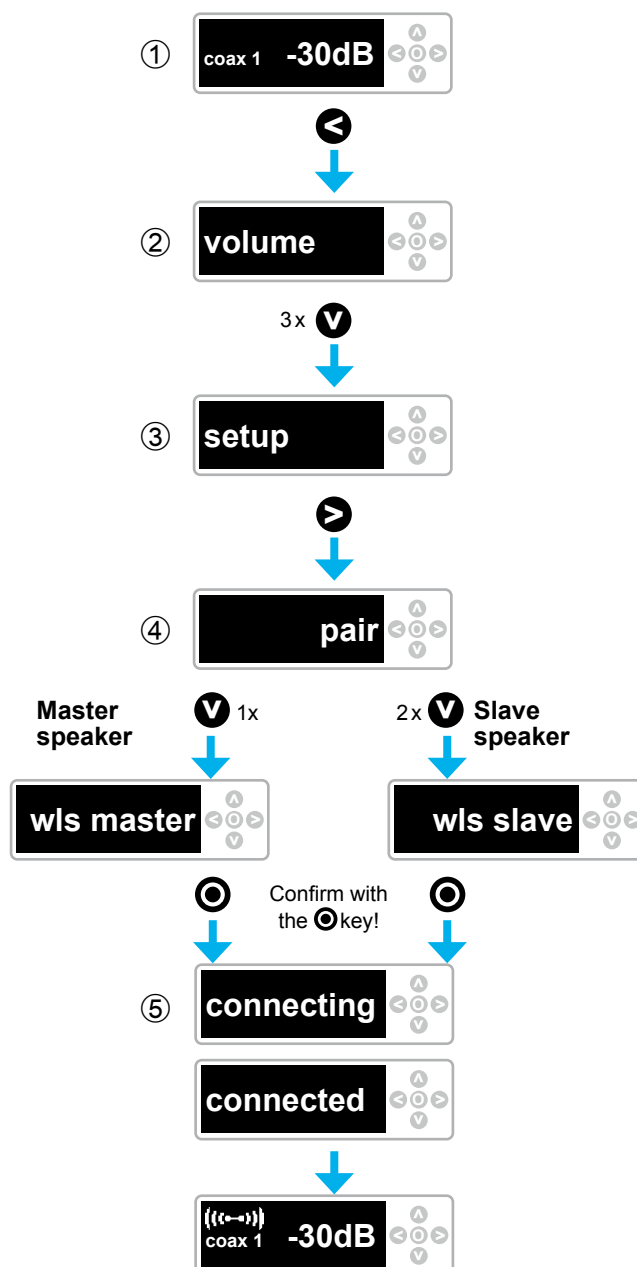 ① coax 1 -30dB
② volume
3 x
③ setup
④ pair
Master speaker 1x 2 x Slave speaker
wls master wls slave
Confirm with
the key!
⑤ connecting
connected
coax 1 -30dB